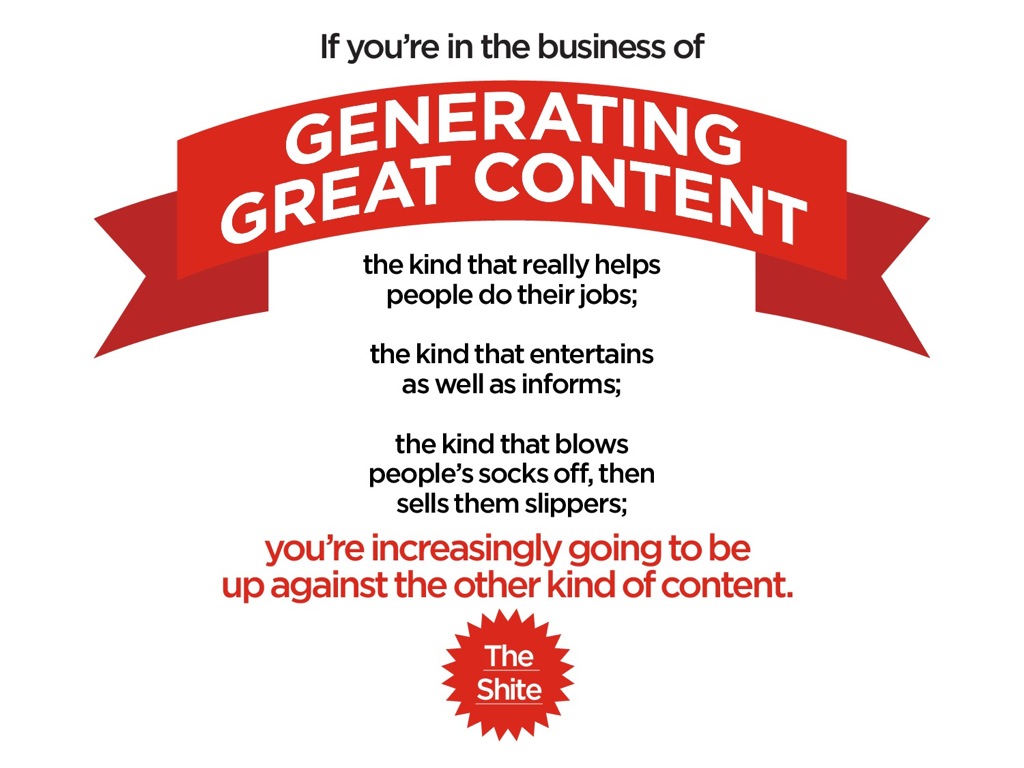 If you’re in the business of
GENERATING
GREAT CONTENT
the kind that really helps
people do their jobs;
the kind that entertains
as well as informs;
the kind that blows
people’s socks off, then
sells them slippers;
you’re increasingly going to be
up against the other kind of content.
The
Shite